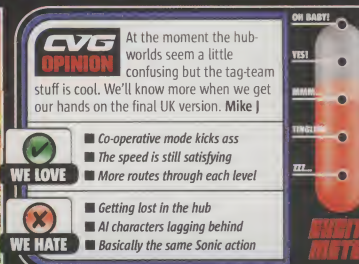 CVG
OPINION
At the moment the hub-
worlds seem a little
confusing but the tag-team
stuff is cool. We'll know more when we get
our hands on the final UK version. Mike J
WE LOVE
■ Co-operative mode kicks ass
■ The speed is still satisfying
■ More routes through each level
WE HATE
■ Getting lost in the hub
■ AI characters lagging behind
■ Basically the same Sonic action
OH BABY!
YES!
MMM
ZZZ...